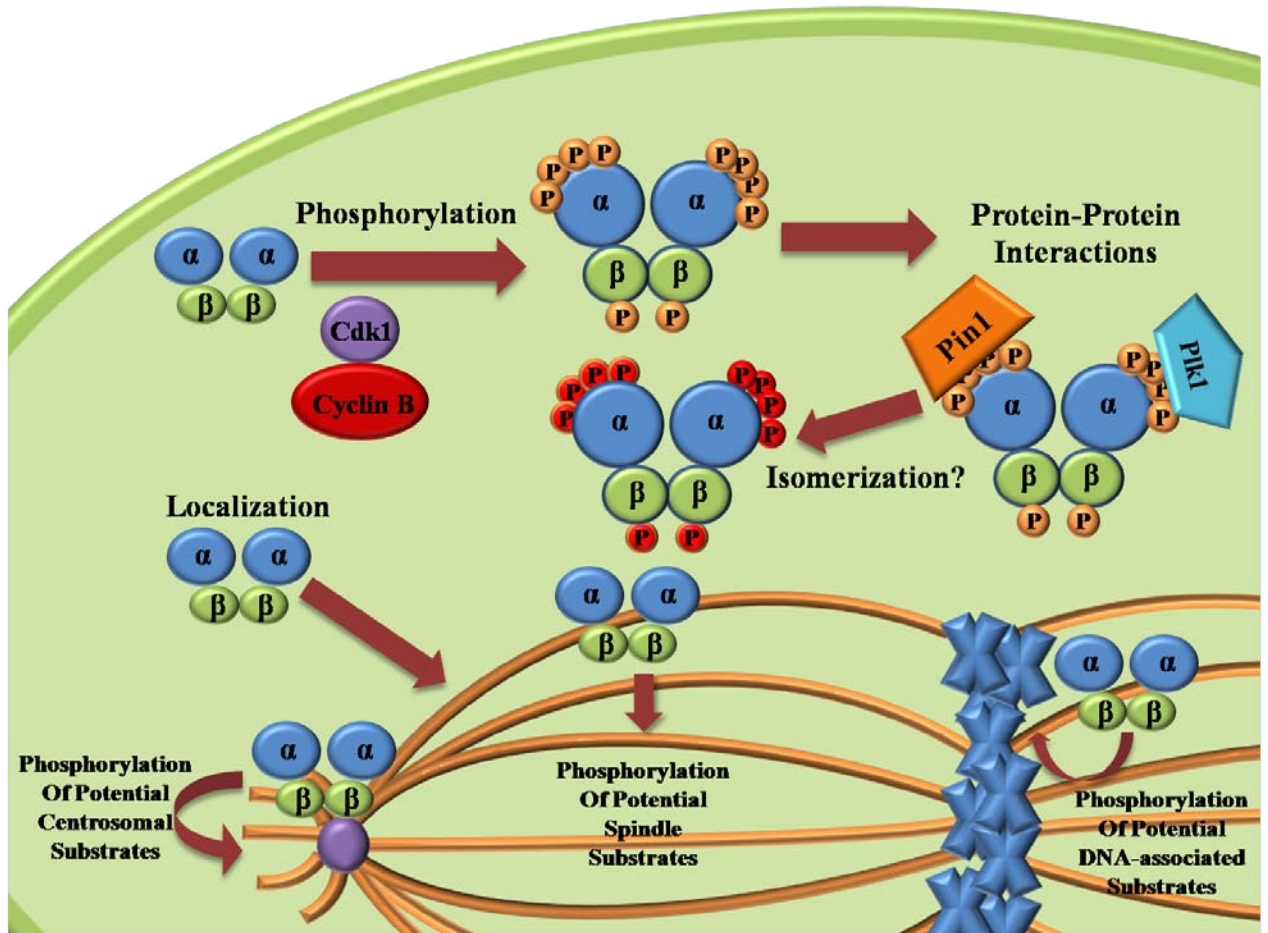 P P P P P P P P
α α
Phosphorylation
Protein-Protein
Interactions
α α
β β
β β
P P
Cdk1
Cyclin B
Pin1
Plk1
P P P P P P P P
P P P P P P P P
α α
α α
Isomerization?
β β
β β
P P
P P
Localization
α α
β β
α α
β β
α α
β β
α α
β β
Phosphorylation
Of Potential
Centrosomal
Substrates
Phosphorylation
Of Potential
Spindle
Substrates
Phosphorylation
Of Potential
DNA-associated
Substrates